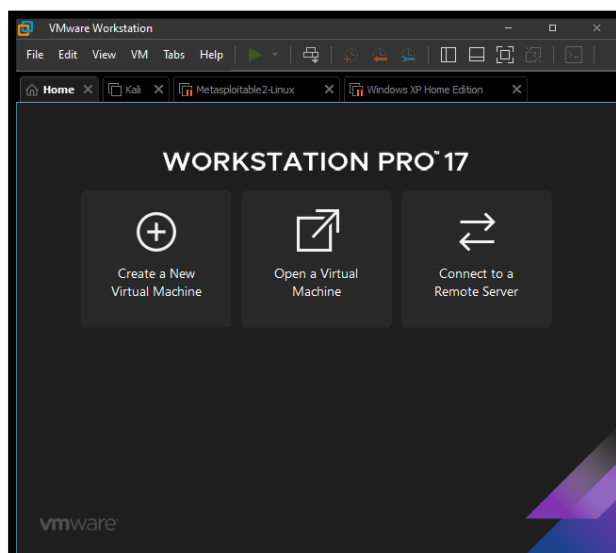 VMware Workstation
File Edit View VM Tabs Help
Home Kali Metasploitable2-Linux Windows XP Home Edition
WORKSTATION PRO™ 17
Create a New
Virtual Machine
Open a Virtual
Machine
Connect to a
Remote Server
vmware®